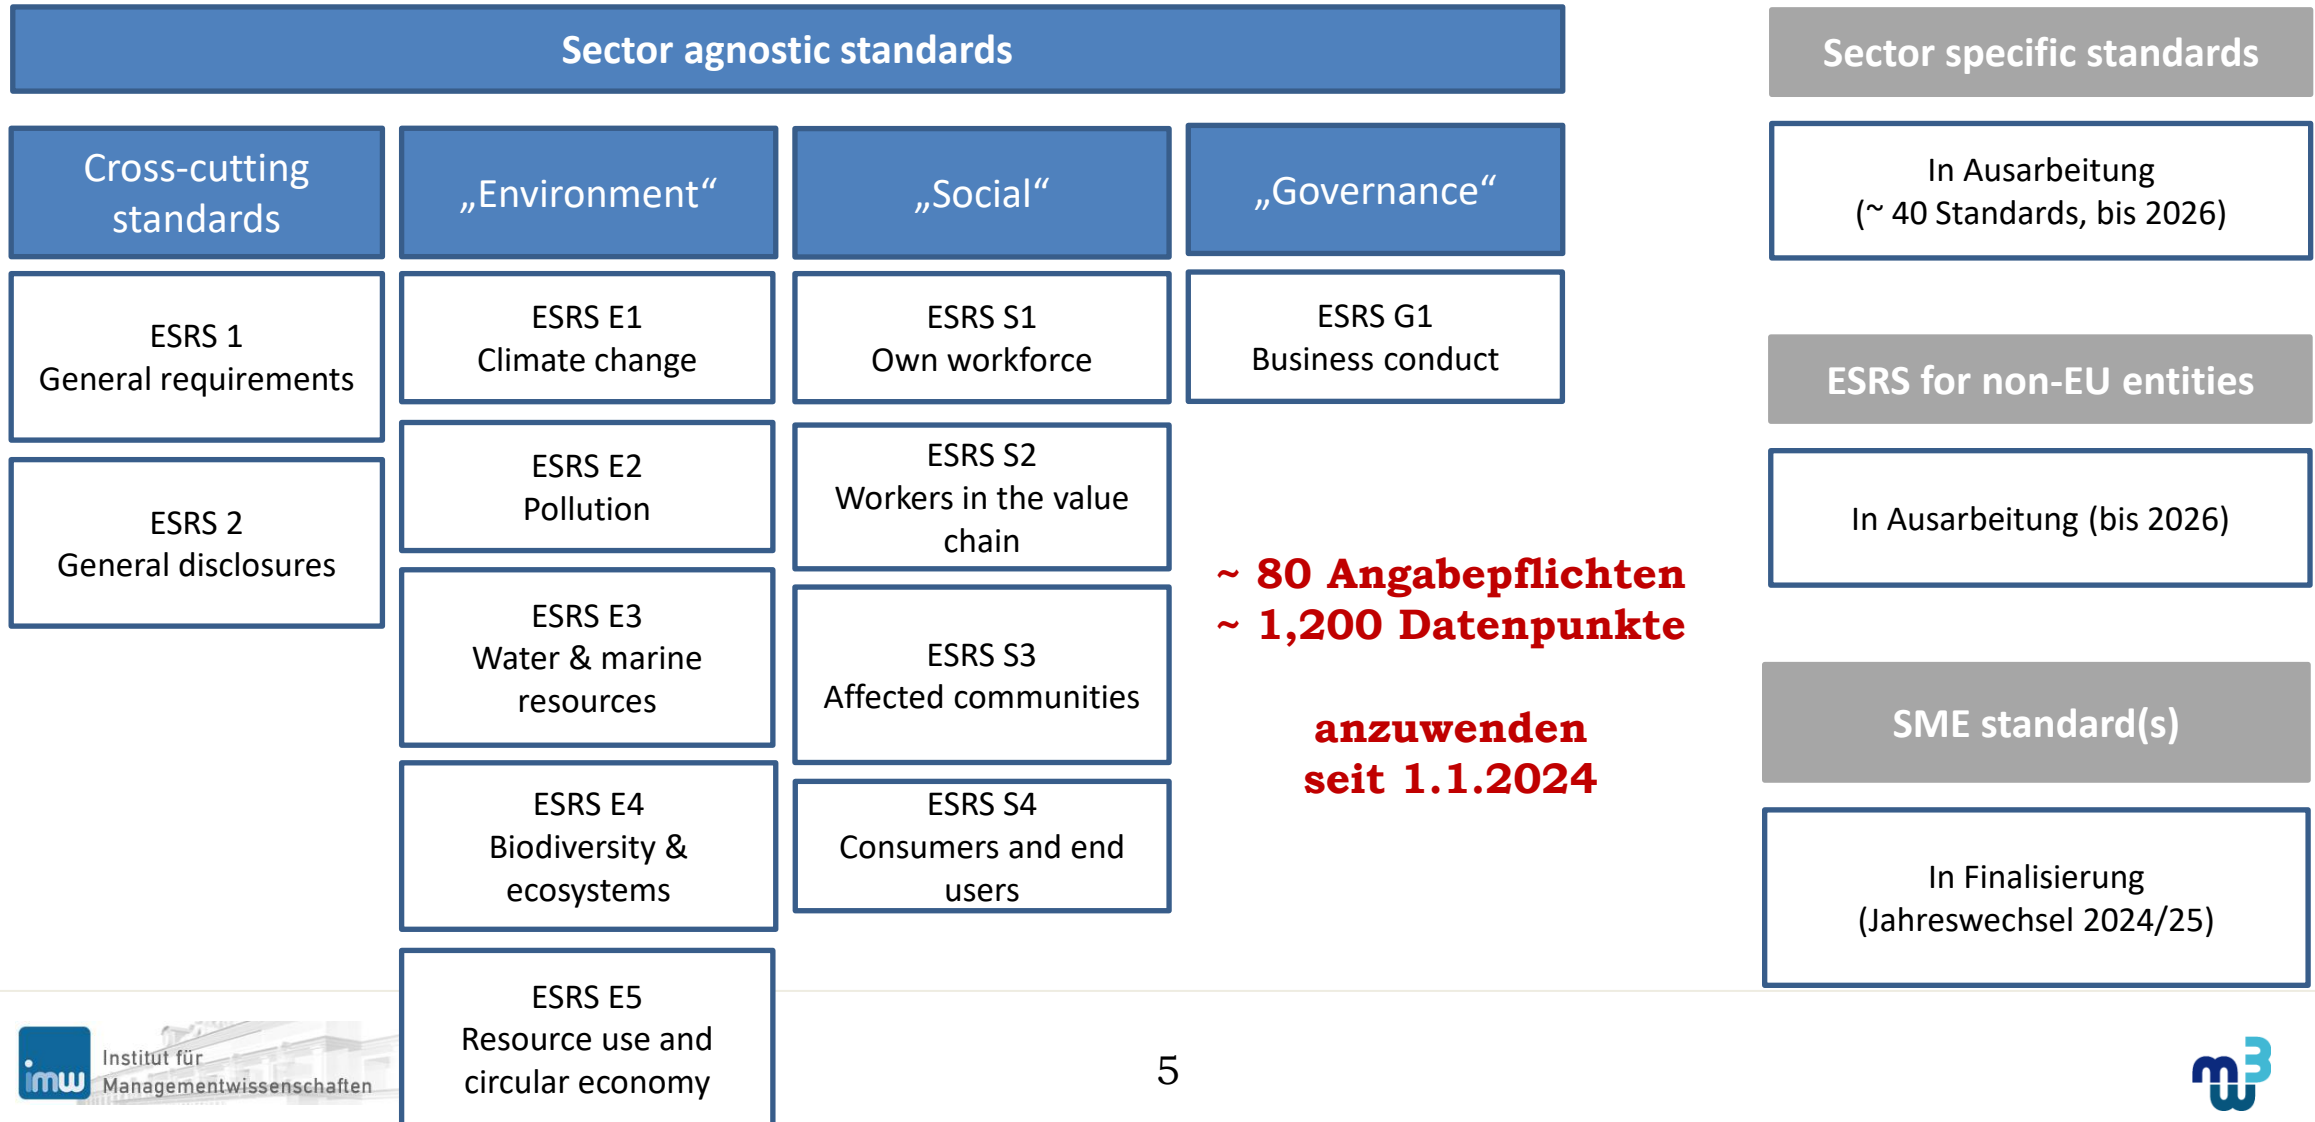 Sector agnostic standards
Cross-cutting
standards
ESRS 1
General requirements
ESRS 2
General disclosures
„Environment“
ESRS E1
Climate change
ESRS E2
Pollution
ESRS E3
Water & marine
resources
ESRS E4
Biodiversity &
ecosystems
ESRS E5
Resource use and
circular economy
„Social“
ESRS S1
Own workforce
ESRS S2
Workers in the value
chain
ESRS S3
Affected communities
ESRS S4
Consumers and end
users
„Governance“
ESRS G1
Business conduct
~ 80 Angabepflichten
~ 1,200 Datenpunkte
anzuwenden
seit 1.1.2024
Sector specific standards
In Ausarbeitung
(~ 40 Standards, bis 2026)
ESRS for non-EU entities
In Ausarbeitung (bis 2026)
SME standard(s)
In Finalisierung
(Jahreswechsel 2024/25)
imw
Institut für
Managementwissenschaften
5
mw3